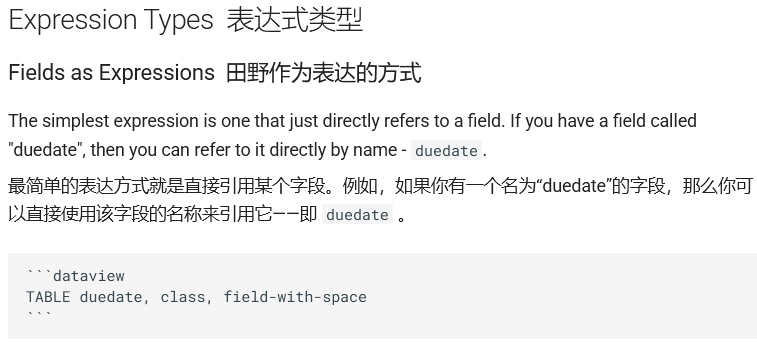 Expression Types 表达式类型
Fields as Expressions 田野作为表达的方式
The simplest expression is one that just directly refers to a field. If you have a field called
"duedate", then you can refer to it directly by name - duedate.
最简单的表达方式就是直接引用某个字段。例如，如果你有一个名为“duedate”的字段，那么你可
以直接使用该字段的名称来引用它——即 duedate 。
```dataview
TABLE duedate, class, field-with-space
```